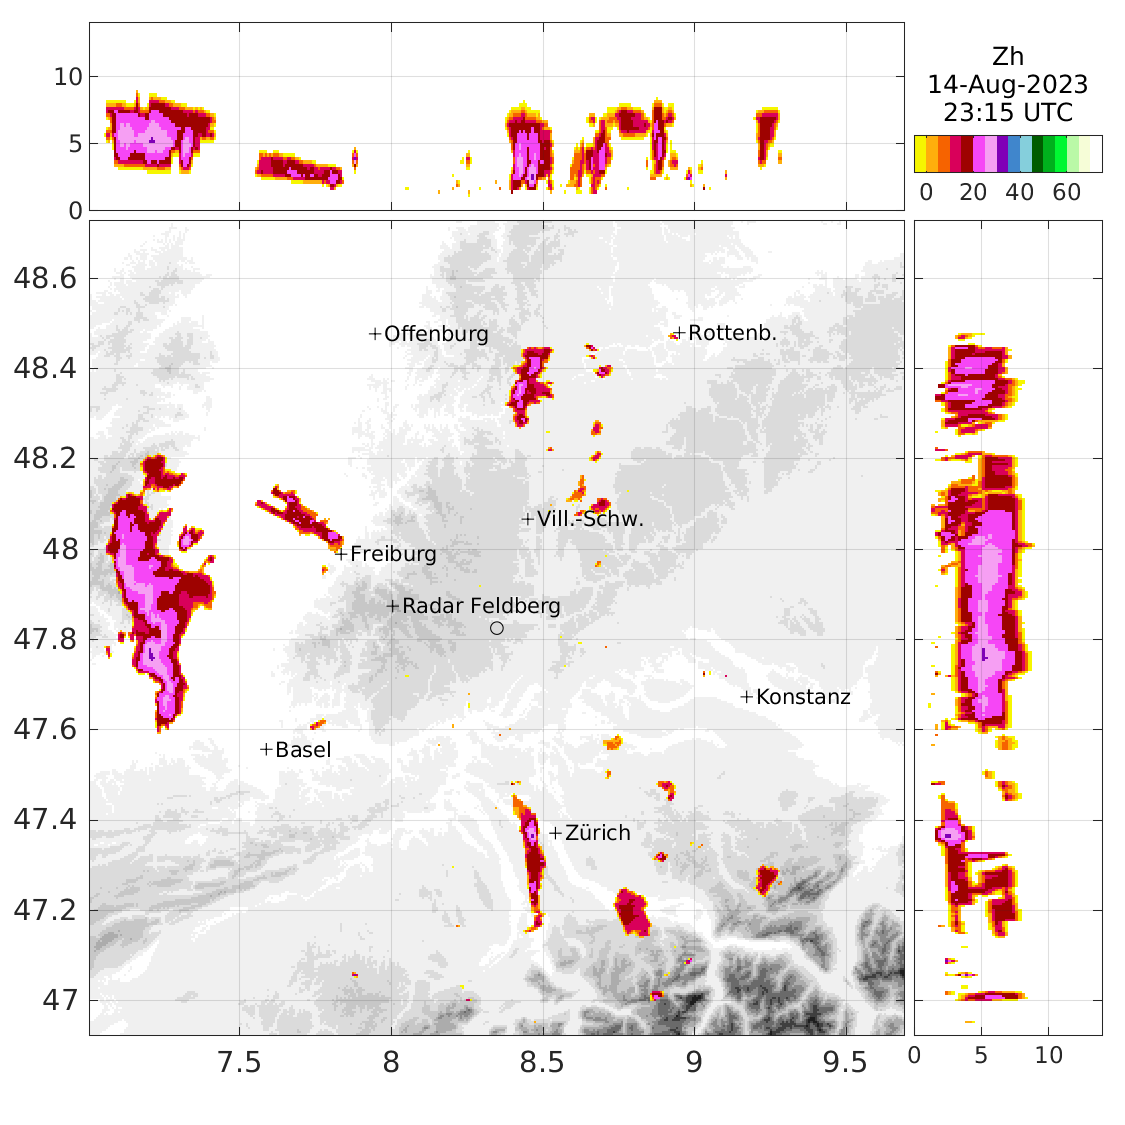 Zh
14-Aug-2023
23:15 UTC
0 20 40 60
10
5
0
48.6
48.4
48.2
48
47.8
47.6
47.4
47.2
47
+Offenburg
+Rottenb.
+Vill.-Schw.
+Freiburg
+Radar Feldberg
+Konstanz
+Basel
+Zürich
7.5 8 8.5 9 9.5
0 5 10